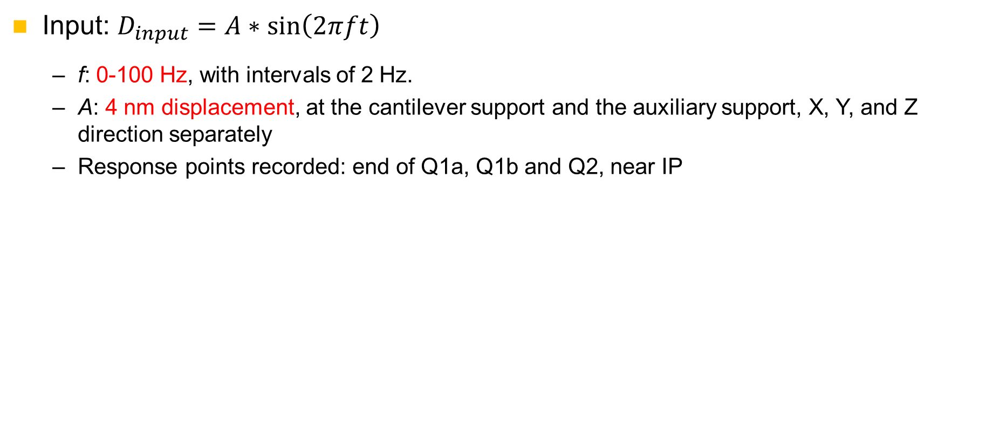 Input: D_input = A ∗ sin(2πft)
– f: 0-100 Hz, with intervals of 2 Hz.
– A: 4 nm displacement, at the cantilever support and the auxiliary support, X, Y, and Z
direction separately
– Response points recorded: end of Q1a, Q1b and Q2, near IP